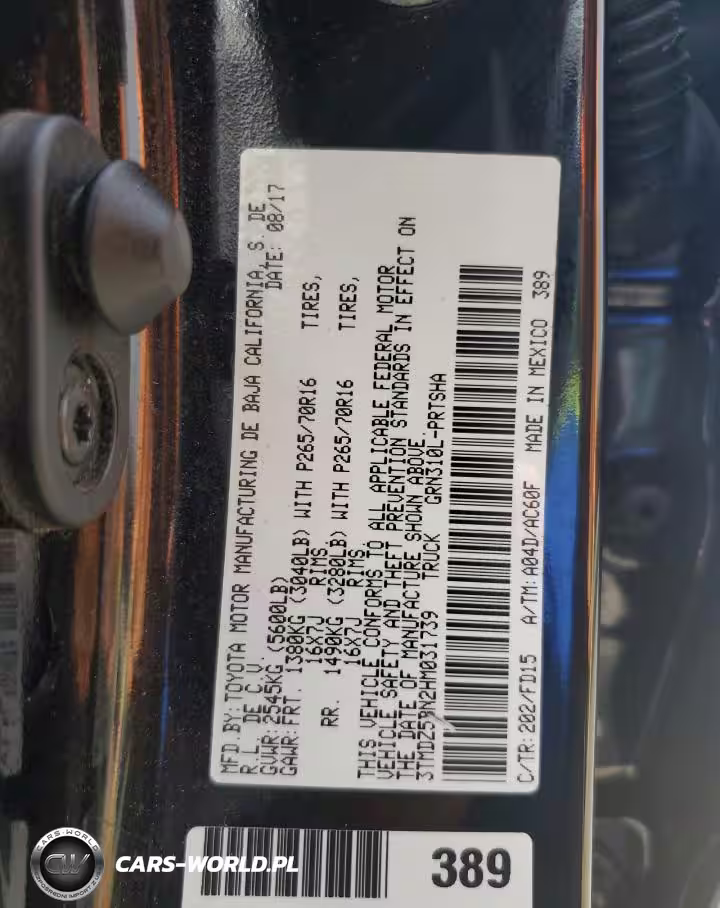 MFD.BY:TOYOTA MOTOR MANUFACTURING DE BAJA CALIFORNIA, S. DE
R.L. DE C.V. DATE: 08/17
GVWR:2545KG (5600LB)
GAWR:FRT. 1380KG (3040LB) WITH P265/70R16 TIRES,
16X7J RIMS.
RR. 1490KG (3280LB) WITH P265/70R16 TIRES,
16X7J RIMS.
THIS VEHICLE CONFORMS TO ALL APPLICABLE FEDERAL MOTOR
VEHICLE SAFETY AND THEFT PREVENTION STANDARDS IN EFFECT ON
THE DATE OF MANUFACTURE SHOWN ABOVE.
3TMDZ5BN2HM031739 TRUCK GRN310L-PRTSHA
C/TR:202/FD15 A/TM:A04D/AC60F MADE IN MEXICO 389
389
CARS-WORLD
CW
CARS-WORLD.PL